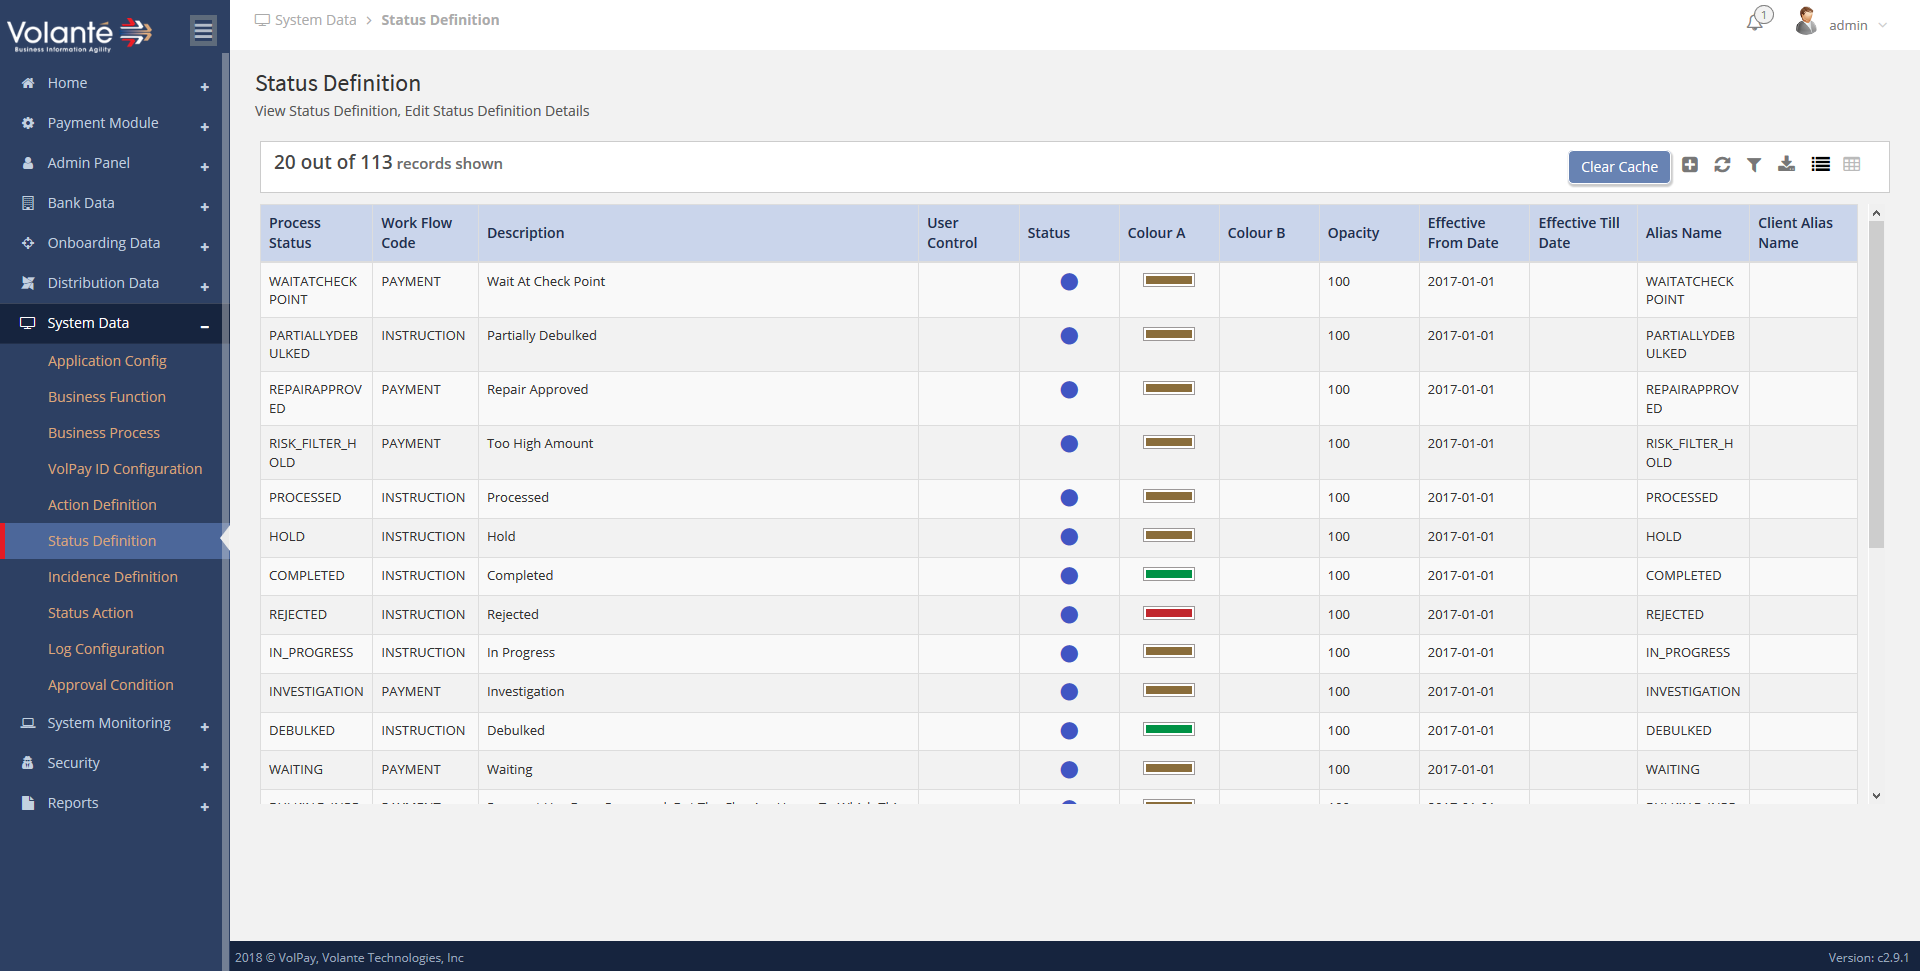 Volanté
Business Information Agility
System Data > Status Definition
1
admin
Home
Payment Module
Admin Panel
Bank Data
Onboarding Data
Distribution Data
System Data
Application Config
Business Function
Business Process
VolPay ID Configuration
Action Definition
Status Definition
Incidence Definition
Status Action
Log Configuration
Approval Condition
System Monitoring
Security
Reports
Status Definition
View Status Definition, Edit Status Definition Details
20 out of 113 records shown
Clear Cache
Process Status Work Flow Code Description User Control Status Colour A Colour B Opacity Effective From Date Effective Till Date Alias Name Client Alias Name
WAITATCHECK PAYMENT Wait At Check Point 100 2017-01-01 WAITATCHECK
POINT POINT
PARTIALLYDEB INSTRUCTION Partially Debulked 100 2017-01-01 PARTIALLYDEB
ULKED ULKED
REPAIRAPPROV PAYMENT Repair Approved 100 2017-01-01 REPAIRAPPROV
ED ED
RISK_FILTER_H PAYMENT Too High Amount 100 2017-01-01 RISK_FILTER_H
OLD OLD
PROCESSED INSTRUCTION Processed 100 2017-01-01 PROCESSED
HOLD INSTRUCTION Hold 100 2017-01-01 HOLD
COMPLETED INSTRUCTION Completed 100 2017-01-01 COMPLETED
REJECTED INSTRUCTION Rejected 100 2017-01-01 REJECTED
IN_PROGRESS INSTRUCTION In Progress 100 2017-01-01 IN_PROGRESS
INVESTIGATION PAYMENT Investigation 100 2017-01-01 INVESTIGATION
DEBULKED INSTRUCTION Debulked 100 2017-01-01 DEBULKED
WAITING PAYMENT Waiting 100 2017-01-01 WAITING
2018 © VolPay, Volante Technologies, Inc
Version: c2.9.1